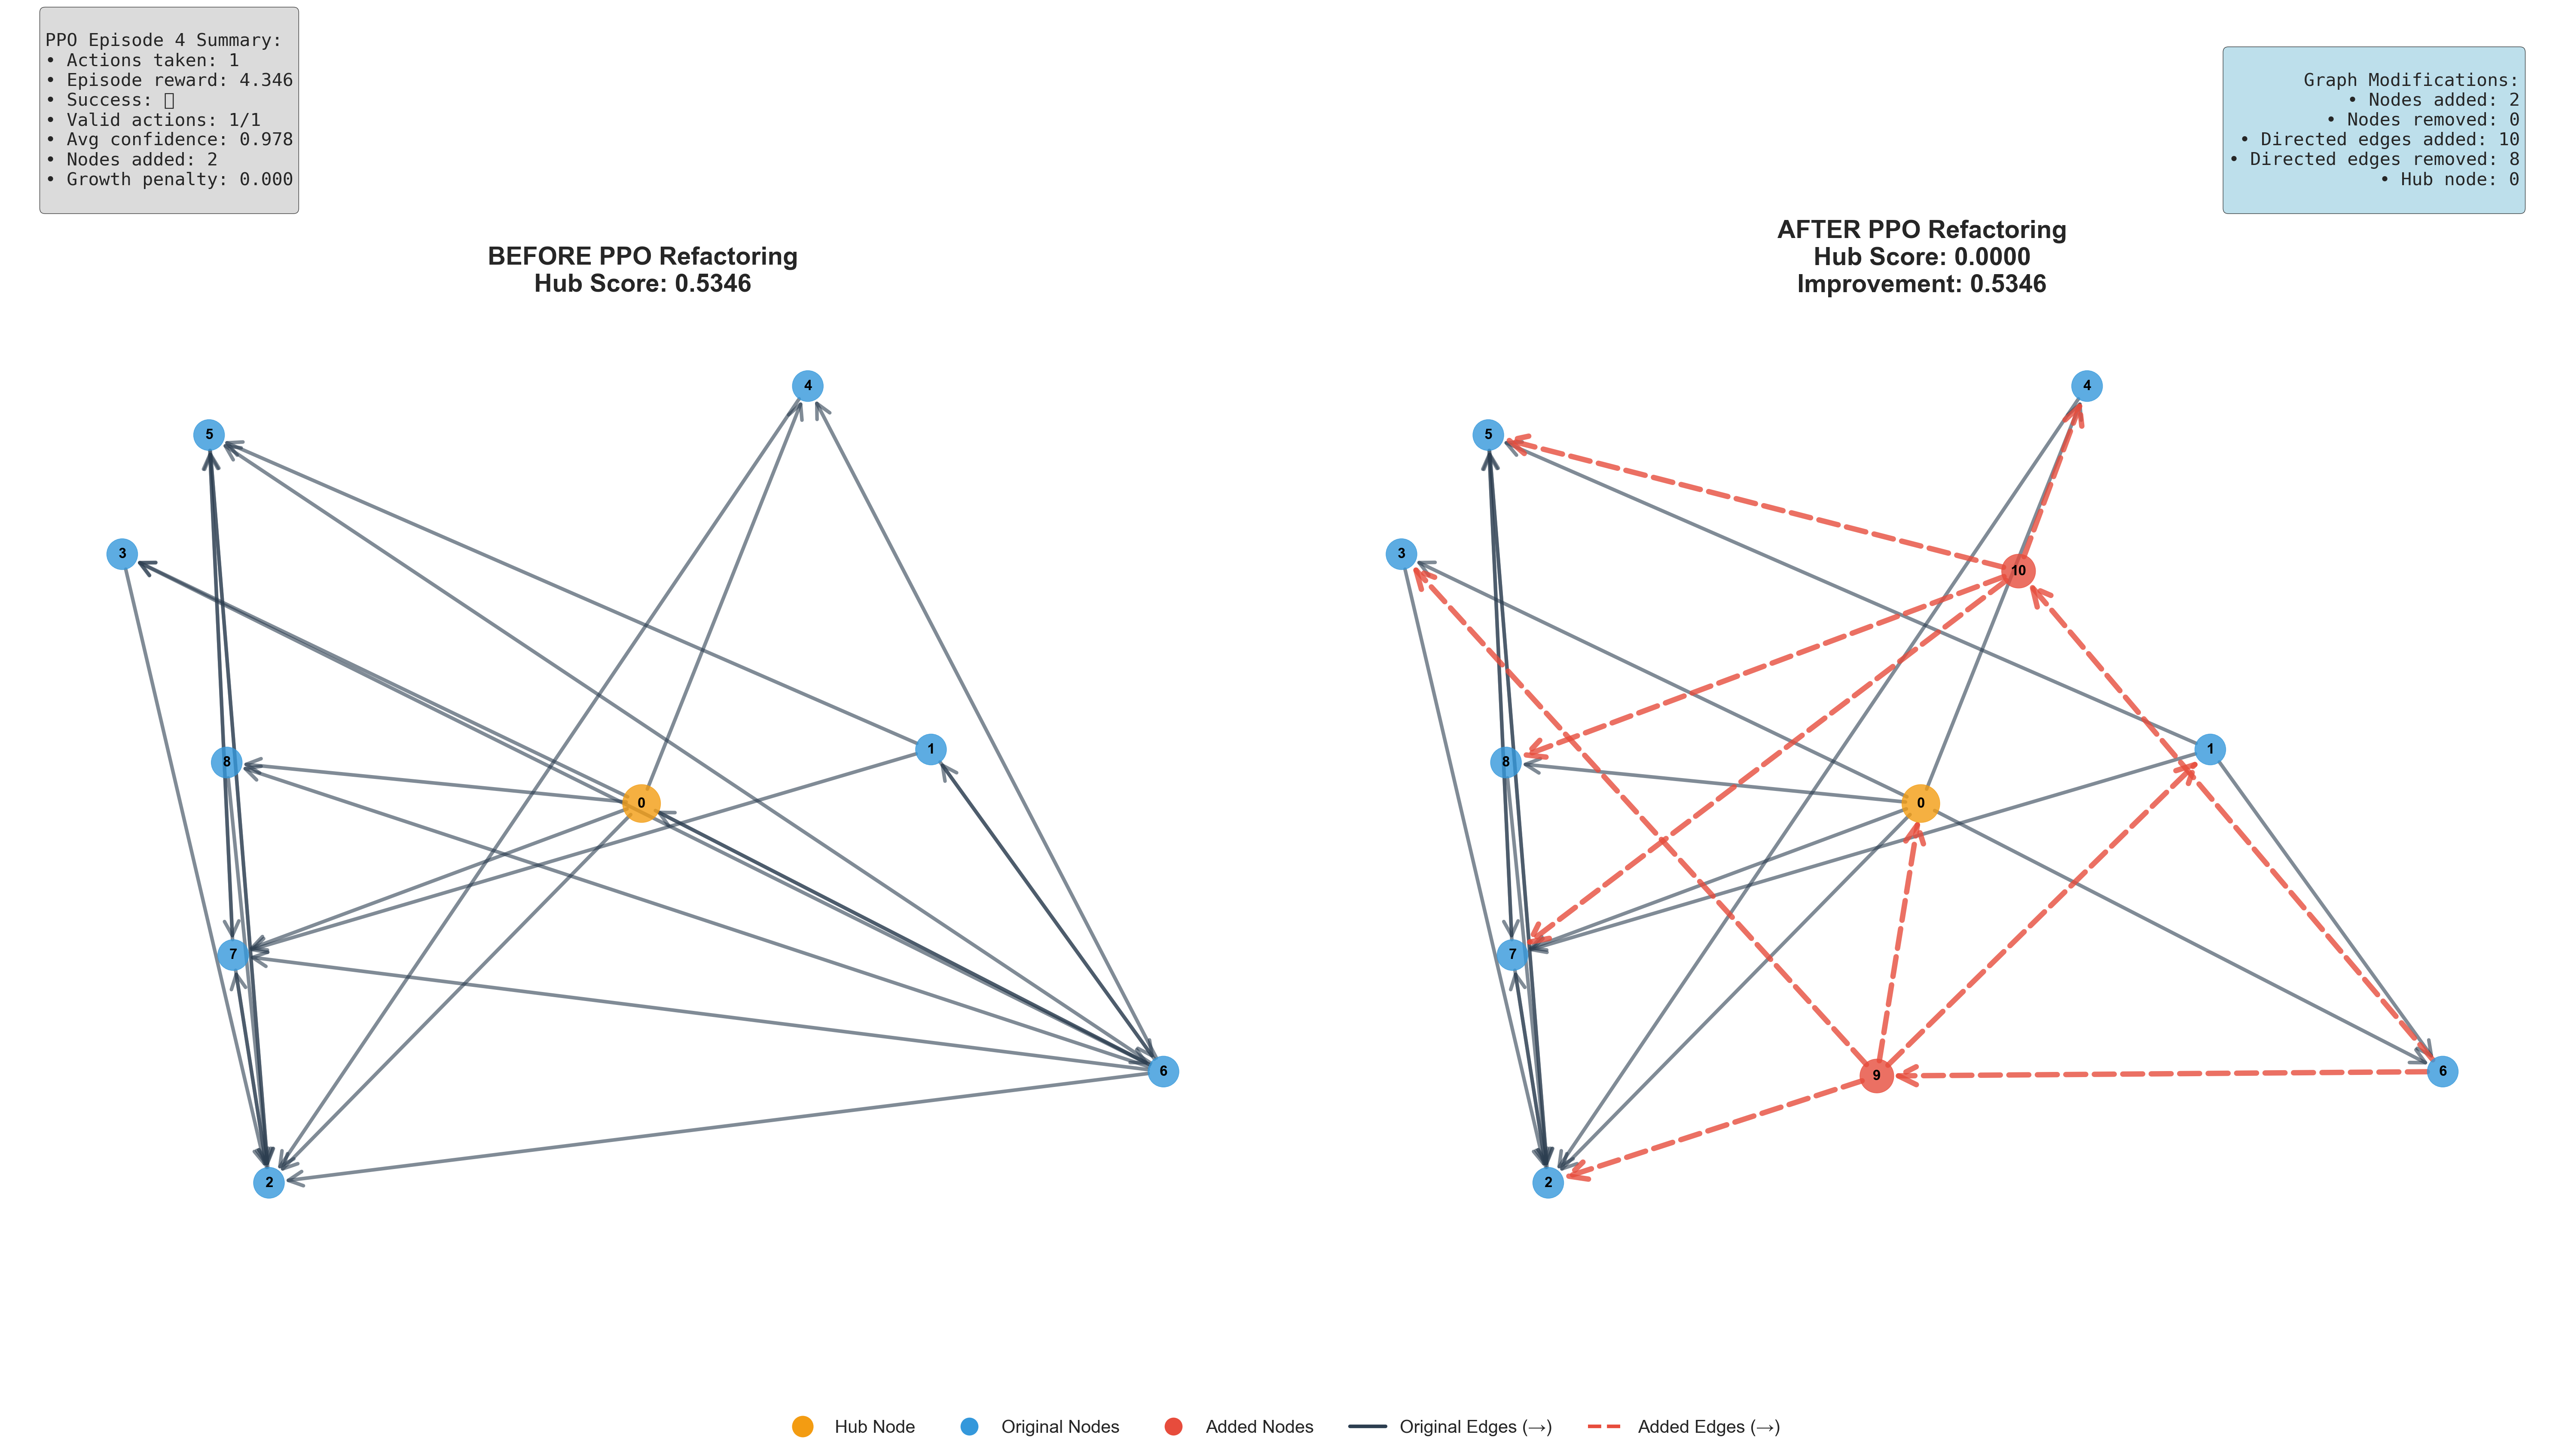 PPO Episode 4 Summary:
• Actions taken: 1
• Episode reward: 4.346
• Success: 
• Valid actions: 1/1
• Avg confidence: 0.978
• Nodes added: 2
• Growth penalty: 0.000
Graph Modifications:
• Nodes added: 2
• Nodes removed: 0
• Directed edges added: 10
• Directed edges removed: 8
• Hub node: 0
BEFORE PPO Refactoring
Hub Score: 0.5346
4
5
3
8
1
0
7
6
2
AFTER PPO Refactoring
Hub Score: 0.0000
Improvement: 0.5346
4
5
3
10
1
8
0
7
6
9
2
Hub Node
Original Nodes
Added Nodes
Original Edges (→)
Added Edges (→)